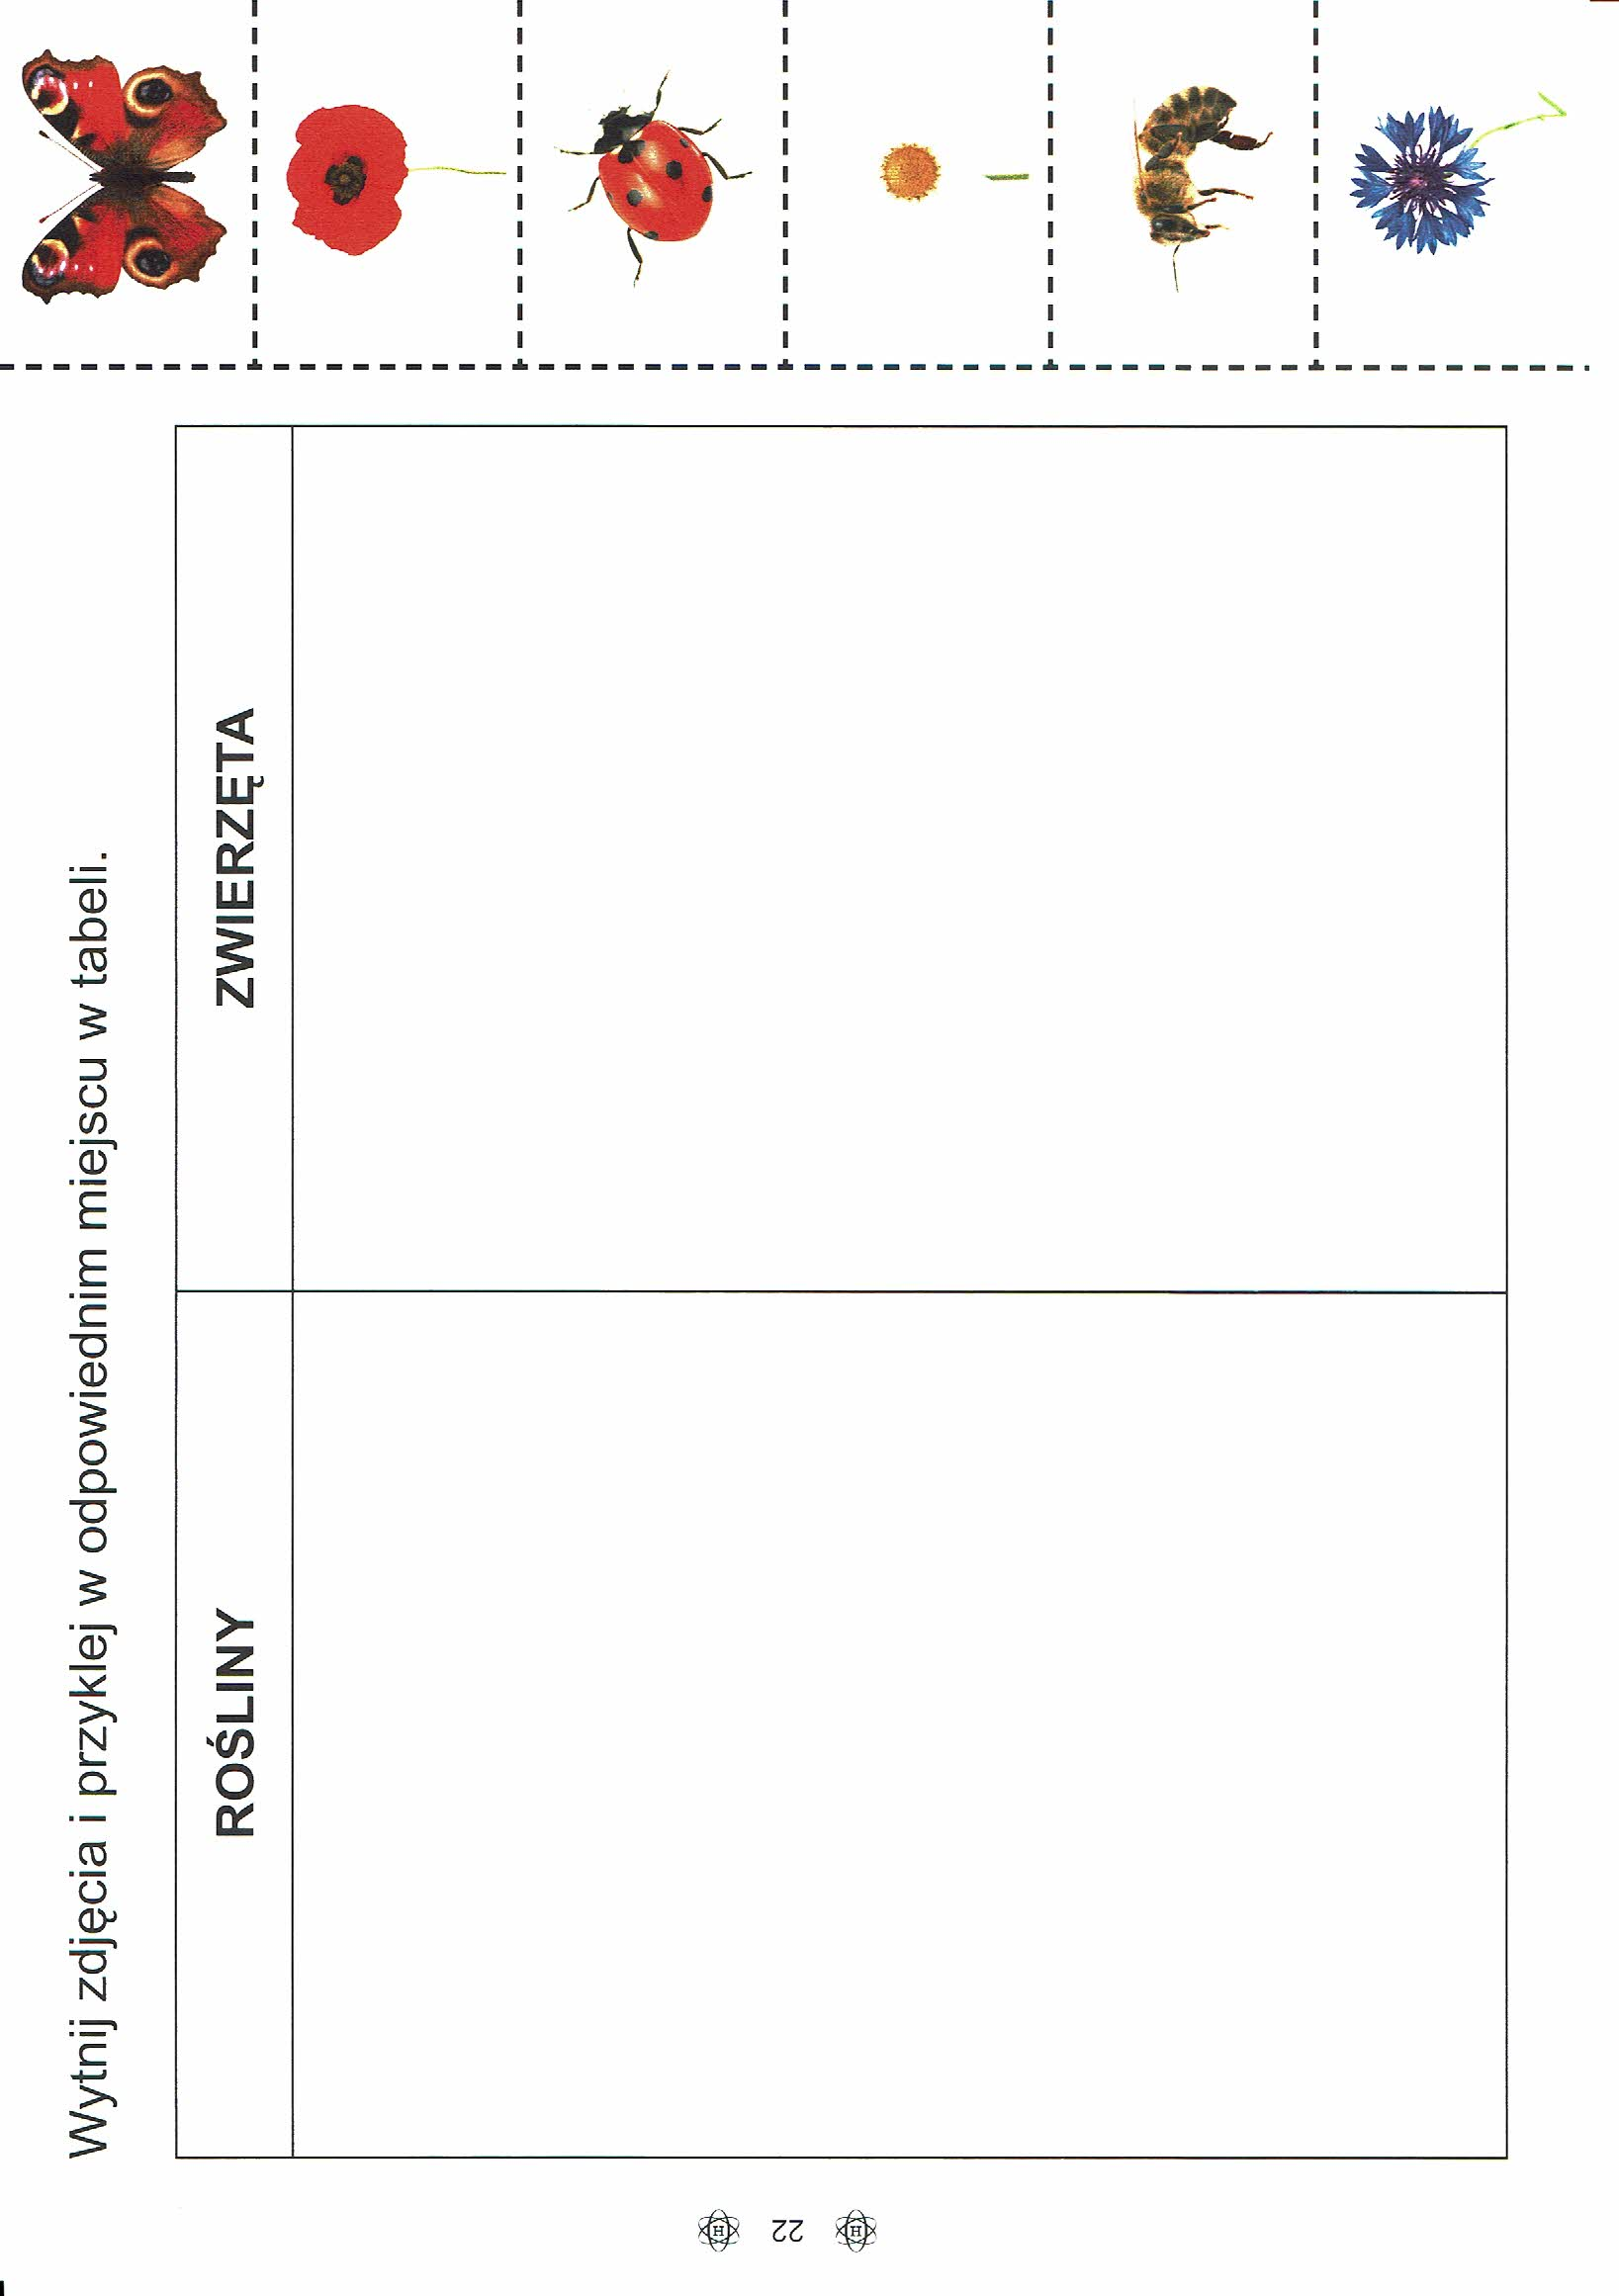 Wytnij zdjęcia i przyklej w odpowiednim miejscu w tabeli.
ROŚLINY
ZWIERZĘTA
H 22 H